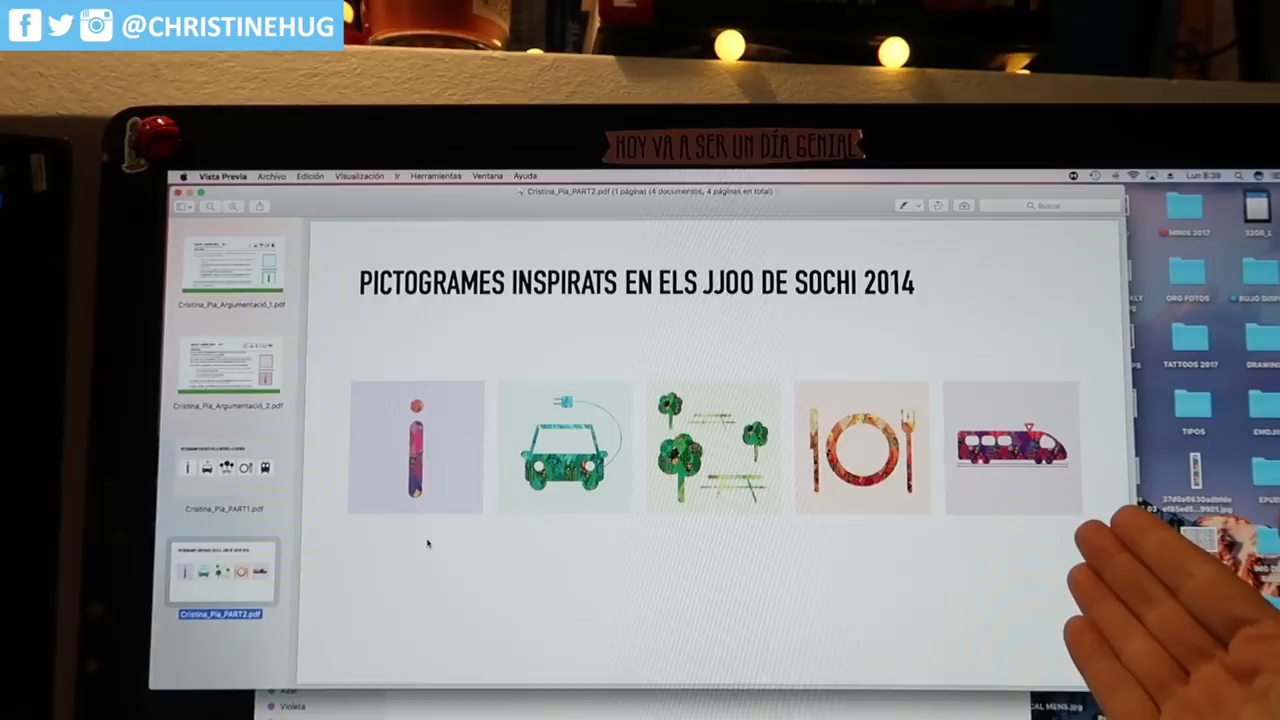 @CHRISTINEHUG
HOY VA A SER UN DÍA GENIAL
Vista Previa Archivo Edición Visualización Ir Herramientas Ventana Ayuda
Lun 8:39
Cristina_Pla_PART2.pdf (1 página) (4 documentos, 4 páginas en total)
Buscar
PICTOGRAMES INSPIRATS EN ELS JJOO DE SOCHI 2014
Cristina_Pla_Argumentació_1.pdf
Cristina_Pla_Argumentació_2.pdf
Cristina_Pla_PART1.pdf
Cristina_Pla_PART2.pdf
MINIS 2017
ORG FOTOS
TATTOOS 2017
TIPOS
Azul
Violeta